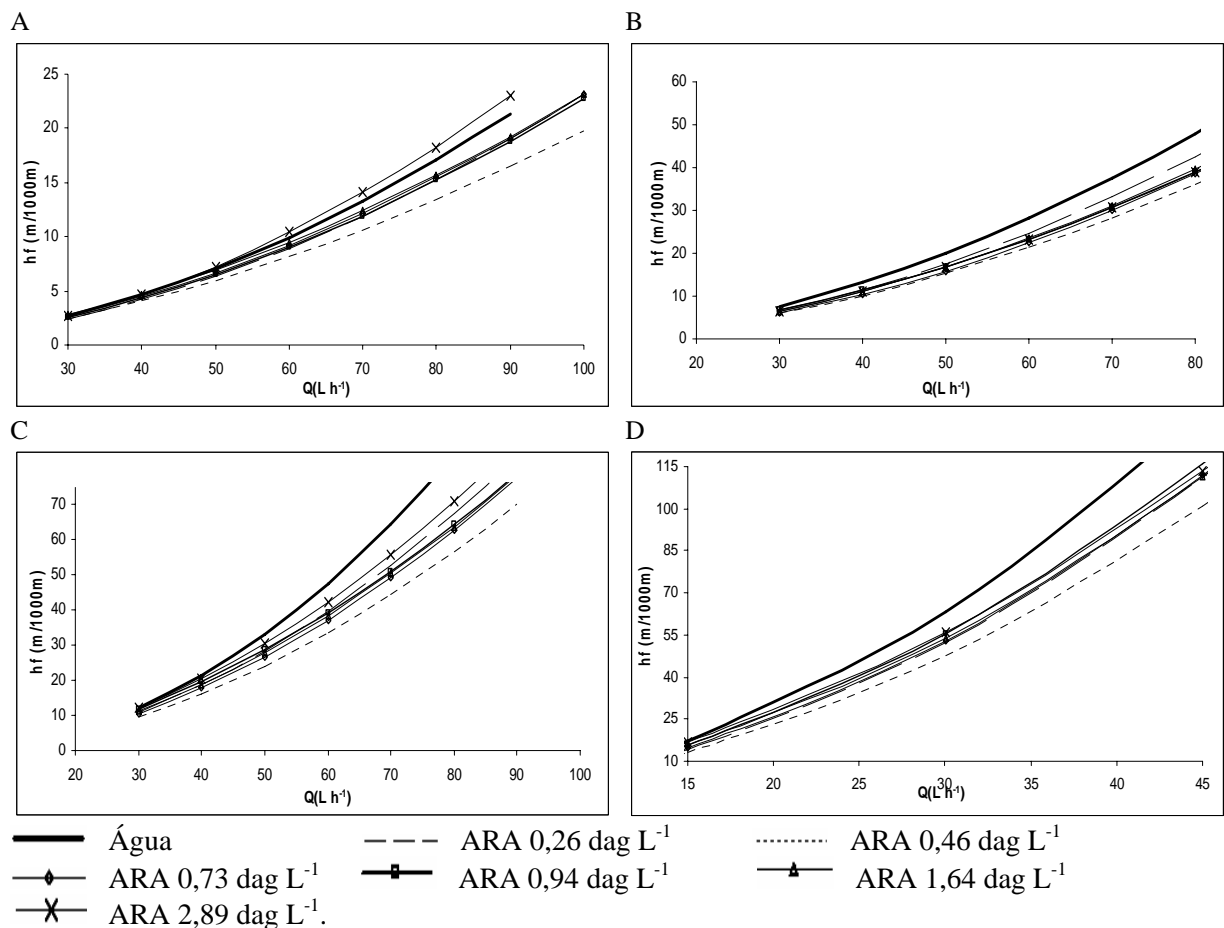 A
25
20
15
10
5
0
hf (m/1000m)
30 40 50 60 70 80 90 100
Q(L h-1)
B
60
50
40
30
20
10
0
hf (m/1000m)
20 30 40 50 60 70 80
Q(L h-1)
C
70
60
50
40
30
20
10
0
hf (m/1000m)
20 30 40 50 60 70 80 90 100
Q(L h-1)
D
115
100
85
70
55
40
25
10
hf (m/1000m)
15 20 25 30 35 40 45
Q(L h-1)
Água ARA 0,26 dag L-1 ARA 0,46 dag L-1
ARA 0,73 dag L-1 ARA 0,94 dag L-1 ARA 1,64 dag L-1
ARA 2,89 dag L-1.